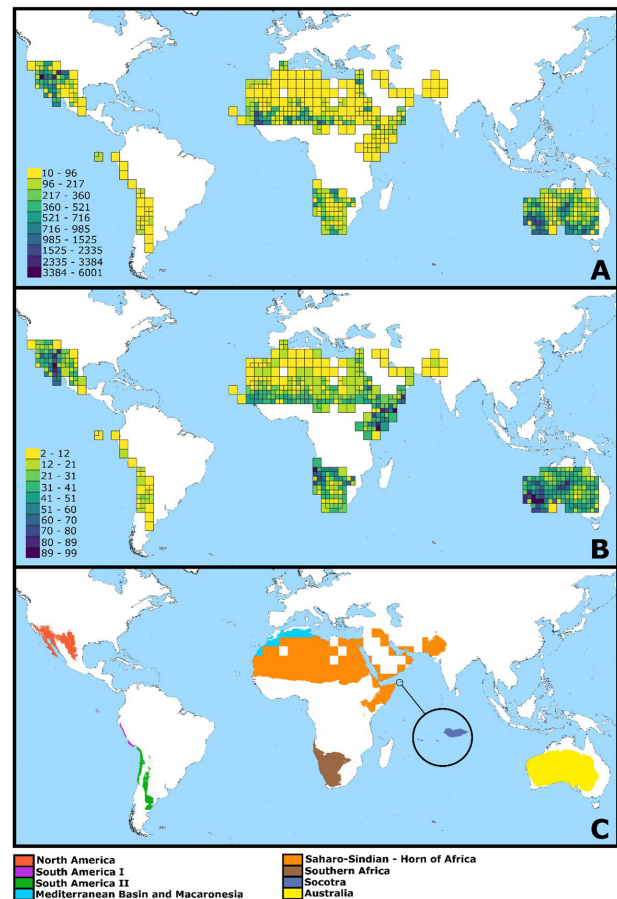 10 - 96
96 - 217
217 - 360
360 - 521
521 - 716
716 - 985
985 - 1525
1525 - 2335
2335 - 3384
3384 - 6001
A
2 - 12
12 - 21
21 - 31
31 - 41
41 - 51
51 - 60
60 - 70
70 - 80
80 - 89
89 - 99
B
C
North America
South America I
South America II
Mediterranean Basin and Macaronesia
Saharo-Sindian - Horn of Africa
Southern Africa
Socotra
Australia